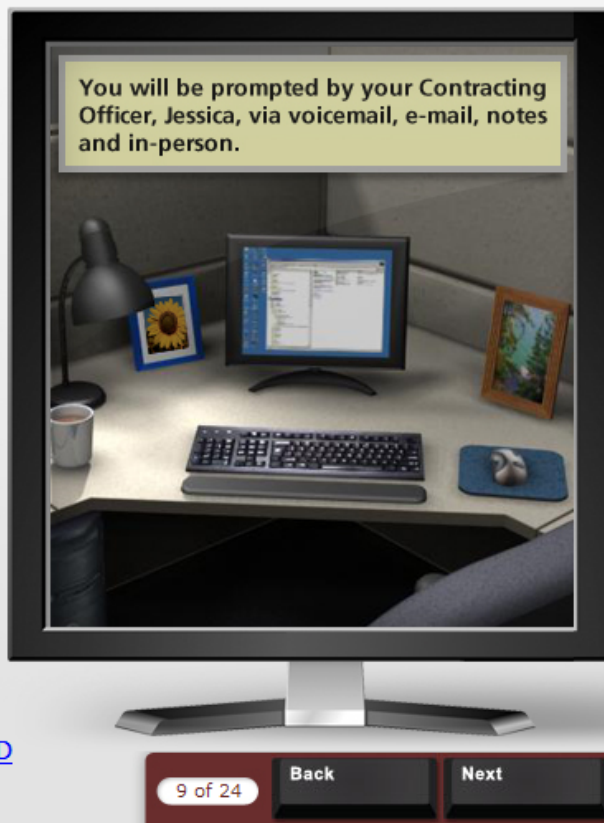 You will be prompted by your Contracting
Officer, Jessica, via voicemail, e-mail, notes
and in-person.
D
9 of 24
Back
Next